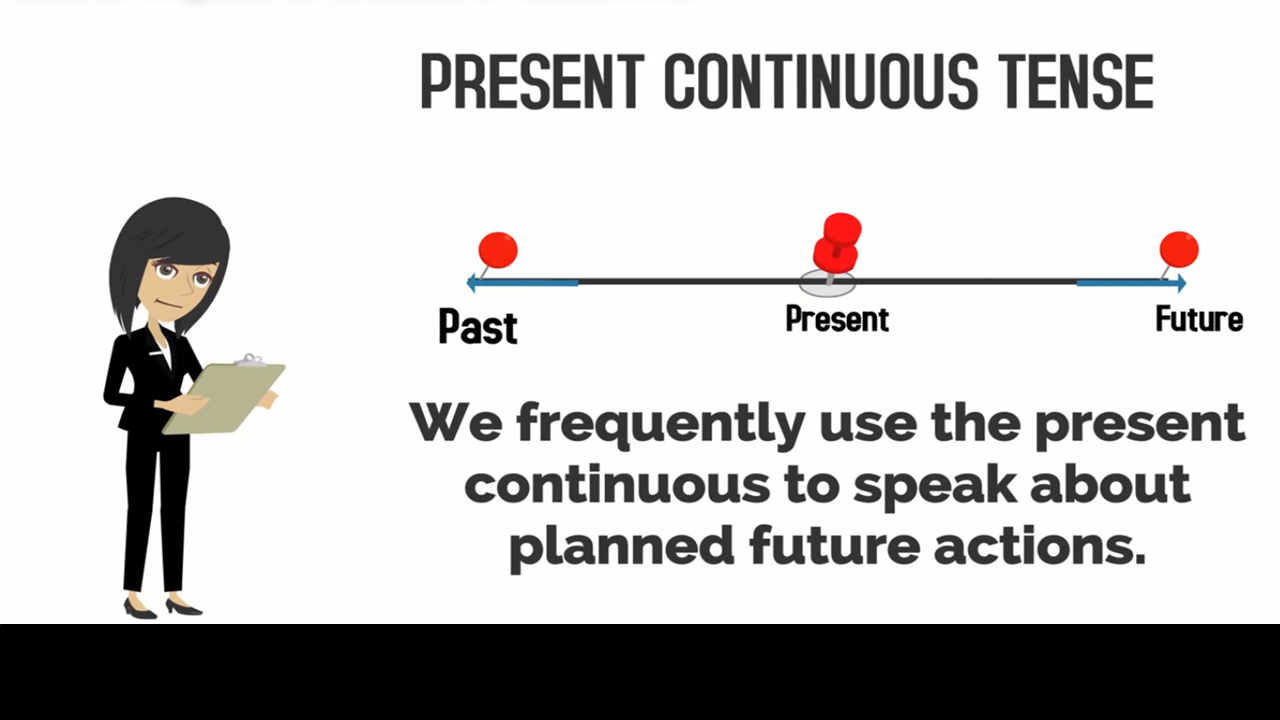 PRESENT CONTINUOUS TENSE
Past
Present
Future
We frequently use the present
continuous to speak about
planned future actions.